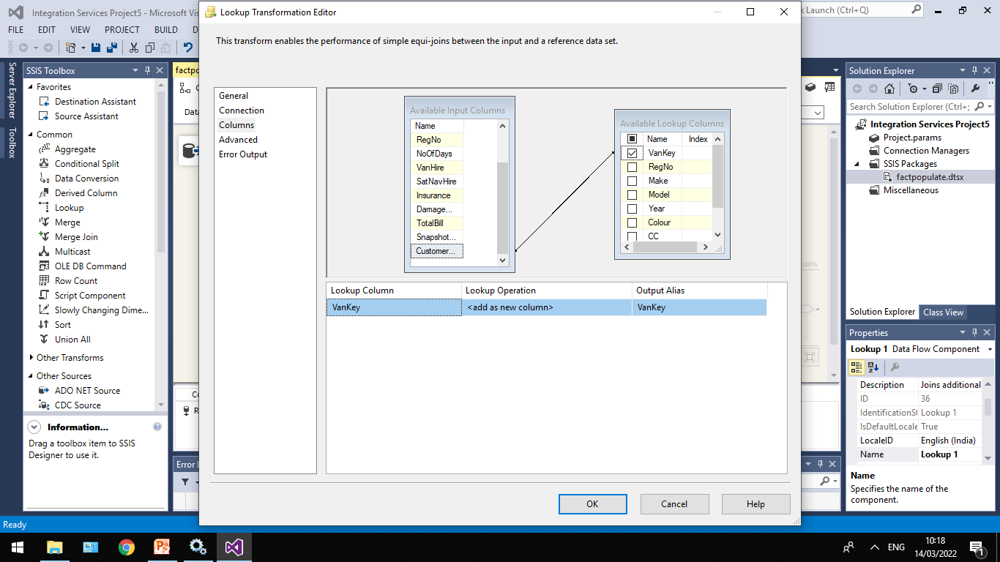 Integration Services Project5 - Microsoft Vis
Lookup Transformation Editor
Launch (Ctrl+Q)
FILE EDIT VIEW PROJECT BUILD D
This transform enables the performance of simple equi-joins between the input and a reference data set.
Server Explorer
Toolbox
SSIS Toolbox
Favorites
Destination Assistant
Source Assistant
Common
Aggregate
Conditional Split
Data Conversion
Derived Column
Lookup
Merge
Merge Join
Multicast
OLE DB Command
Row Count
Script Component
Slowly Changing Dime...
Sort
Union All
Other Transforms
Other Sources
ADO NET Source
CDC Source
Information...
Drag a toolbox item to SSIS
Designer to use it.
factpo
Dat
Error
General
Connection
Columns
Advanced
Error Output
Available Input Columns
Name
RegNo
NoOfDays
VanHire
SatNavHire
Insurance
Damage...
TotalBill
Snapshot...
Customer...
Available Lookup Columns
Name Index
VanKey
RegNo
Make
Model
Year
Colour
CC
Lookup Column Lookup Operation Output Alias
VanKey <add as new column> VanKey
OK Cancel Help
100%
Solution Explorer
Search Solution Explorer (Ctrl+;
Integration Services Project5
Project.params
Connection Managers
SSIS Packages
factpopulate.dtsx
Miscellaneous
Solution Explorer Class View
Properties
Lookup 1 Data Flow Component
Description Joins additional
ID 36
IdentificationSt Lookup 1
IsDefaultLocale True
LocaleID English (India)
Name Lookup 1
Name
Specifies the name of the
component.
Ready
ENG
10:18
14/03/2022
1